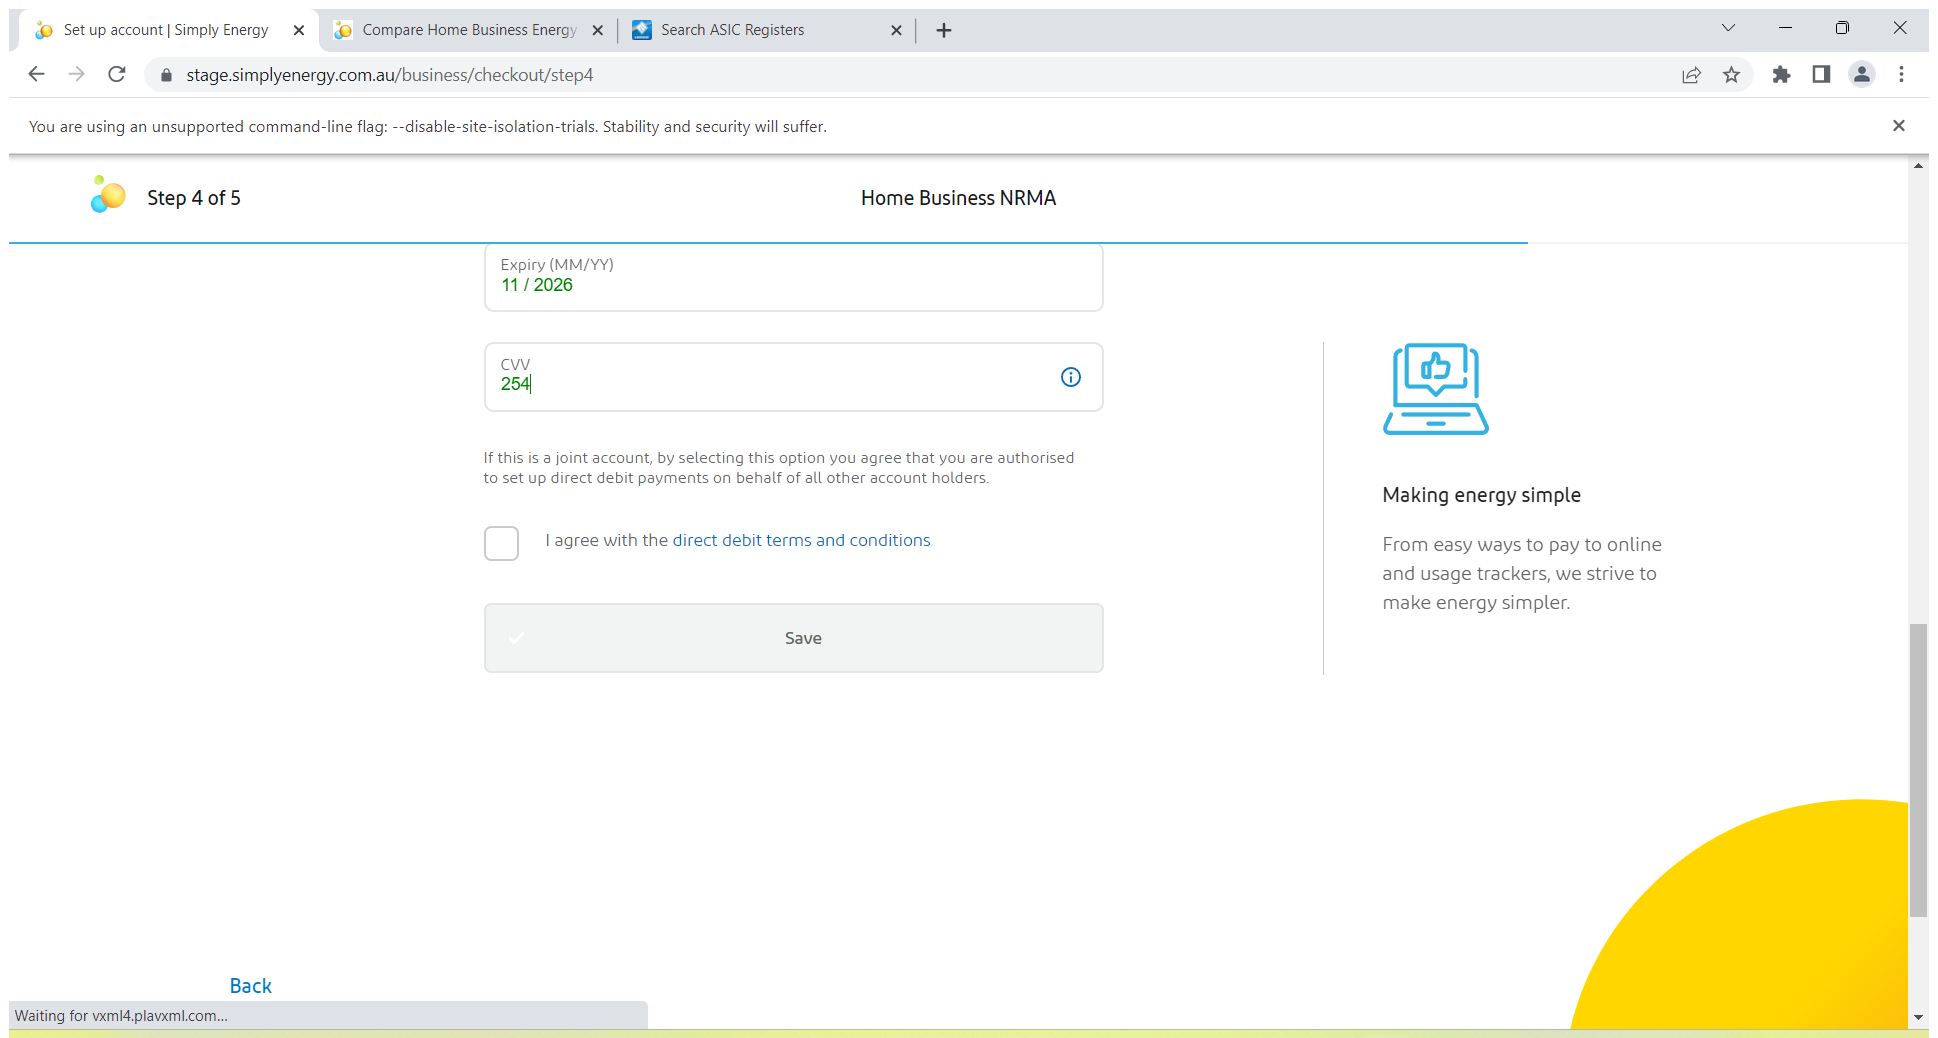 Set up account | Simply Energy
Compare Home Business Energy
Search ASIC Registers
stage.simplyenergy.com.au/business/checkout/step4
You are using an unsupported command-line flag: --disable-site-isolation-trials. Stability and security will suffer.
Step 4 of 5
Home Business NRMA
Expiry (MM/YY)
11 / 2026
CVV
254
If this is a joint account, by selecting this option you agree that you are authorised
to set up direct debit payments on behalf of all other account holders.
I agree with the direct debit terms and conditions
Save
Making energy simple
From easy ways to pay to online
and usage trackers, we strive to
make energy simpler.
Back
Waiting for vxml4.plavxml.com...